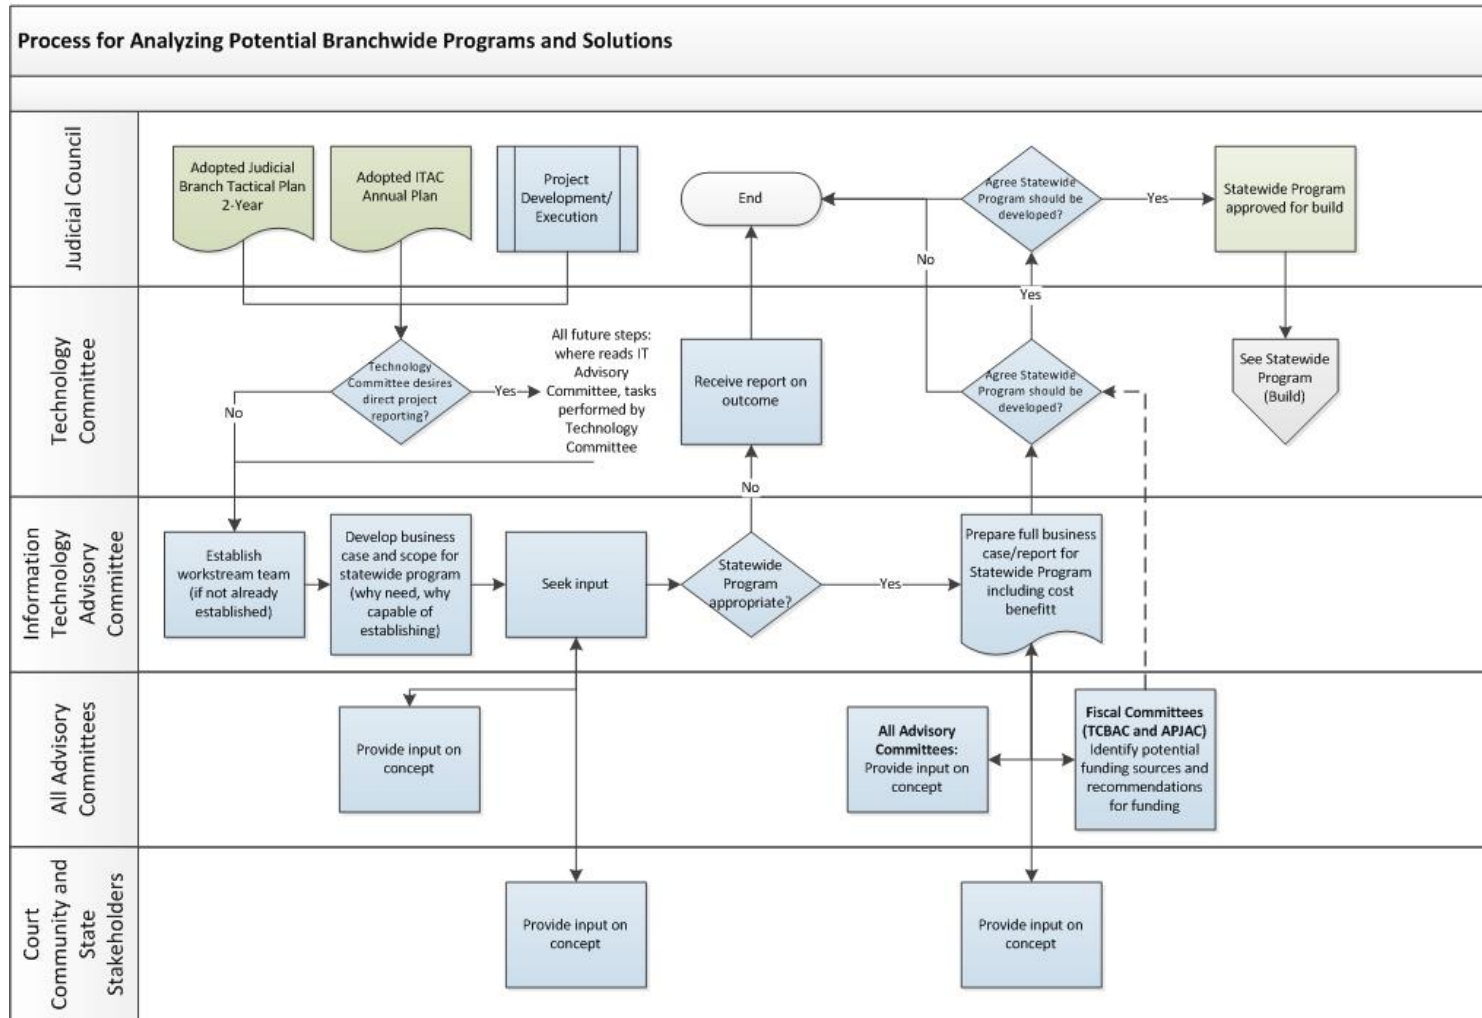 Process for Analyzing Potential Branchwide Programs and Solutions
Judicial Council
Adopted Judicial
Branch Tactical Plan
2-Year
Adopted ITAC
Annual Plan
Project
Development/
Execution
End
Agree Statewide
Program should be
developed?
Yes
Statewide Program
approved for build
No
Yes
Technology
Committee
Technology
Committee desires
direct project
reporting?
Yes
No
All future steps:
where reads IT
Advisory
Committee, tasks
performed by
Technology
Committee
Receive report on
outcome
Agree Statewide
Program should be
developed?
See Statewide
Program
(Build)
No
Information
Technology
Advisory
Committee
Establish
workstream team
(if not already
established)
Develop business
case and scope for
statewide program
(why need, why
capable of
establishing)
Seek input
Statewide
Program
appropriate?
Yes
Prepare full business
case/report for
Statewide Program
including cost
benefitt
All Advisory
Committees
Provide input on
concept
All Advisory
Committees:
Provide input on
concept
Fiscal Committees
(TCBAC and APJAC)
Identify potential
funding sources and
recommendations
for funding
Court
Community and
State
Stakeholders
Provide input on
concept
Provide input on
concept